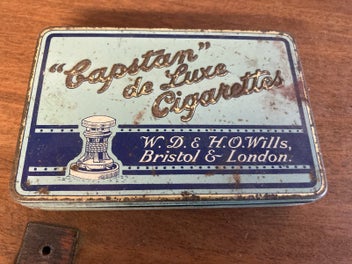 "Capstan"
de Luxe
Cigarettes
W. D. & H. O. Wills,
Bristol & London.